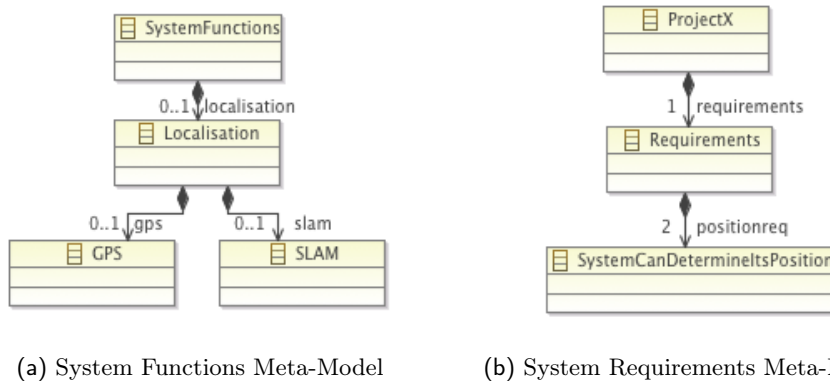 SystemFunctions
0..1 localisation
Localisation
0..1 gps
0..1 slam
GPS
SLAM
(a) System Functions Meta-Model
ProjectX
1 requirements
Requirements
2 positionreq
SystemCanDetermineItsPosition
(b) System Requirements Meta-